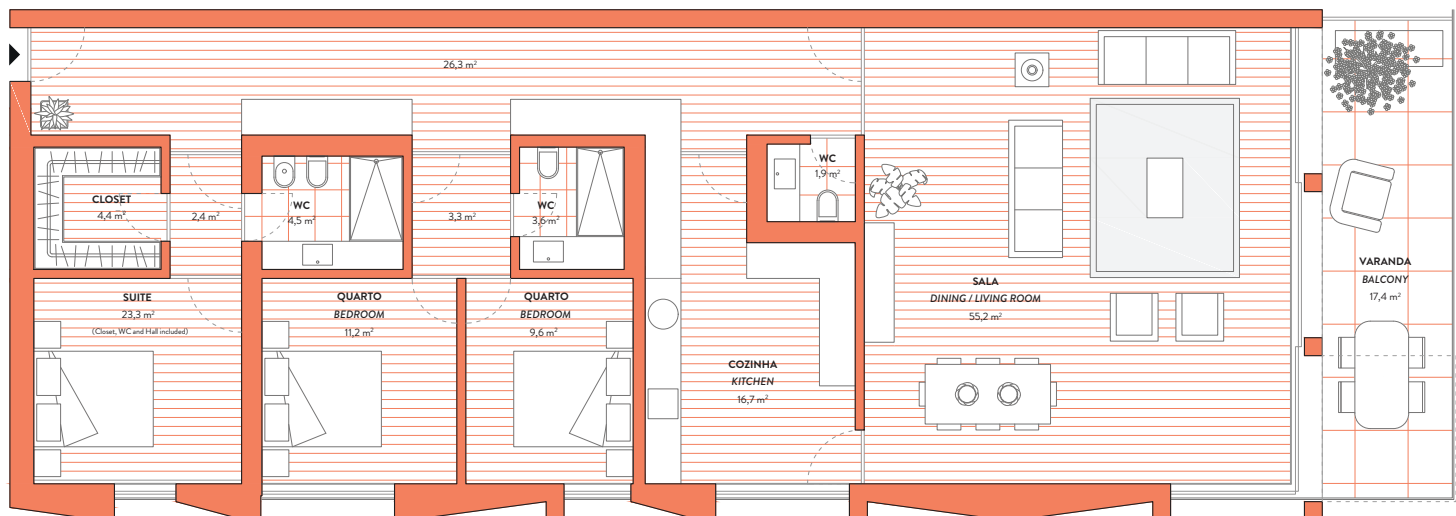 26,3 m²
CLOSET
4,4 m²
2,4 m²
WC
4,5 m²
3,3 m²
WC
3,6 m²
WC
1,9 m²
SUITE
23,3 m²
(Closet, WC and Hall included)
QUARTO
BEDROOM
11,2 m²
QUARTO
BEDROOM
9,6 m²
COZINHA
KITCHEN
16,7 m²
SALA
DINING / LIVING ROOM
55,2 m²
VARANDA
BALCONY
17,4 m²